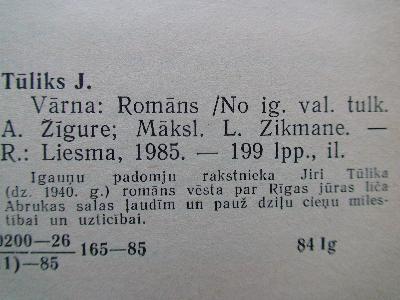 Tūliks J.
Vārna: Romāns /No ig. val. tulk.
A. Žīgure; Māksl. L. Zikmane. —
R.: Liesma, 1985. — 199 lpp., il.
Igauņu padomju rakstnieka Jiri Tūlika
(dz. 1940. g.) romāns vēsta par Rīgas jūras līča
Abrukas salas ļaudīm un pauž dziļu cieņu mīles-
tībai un uzticībai.
0200—26
1)—85
165—85
84 Ig